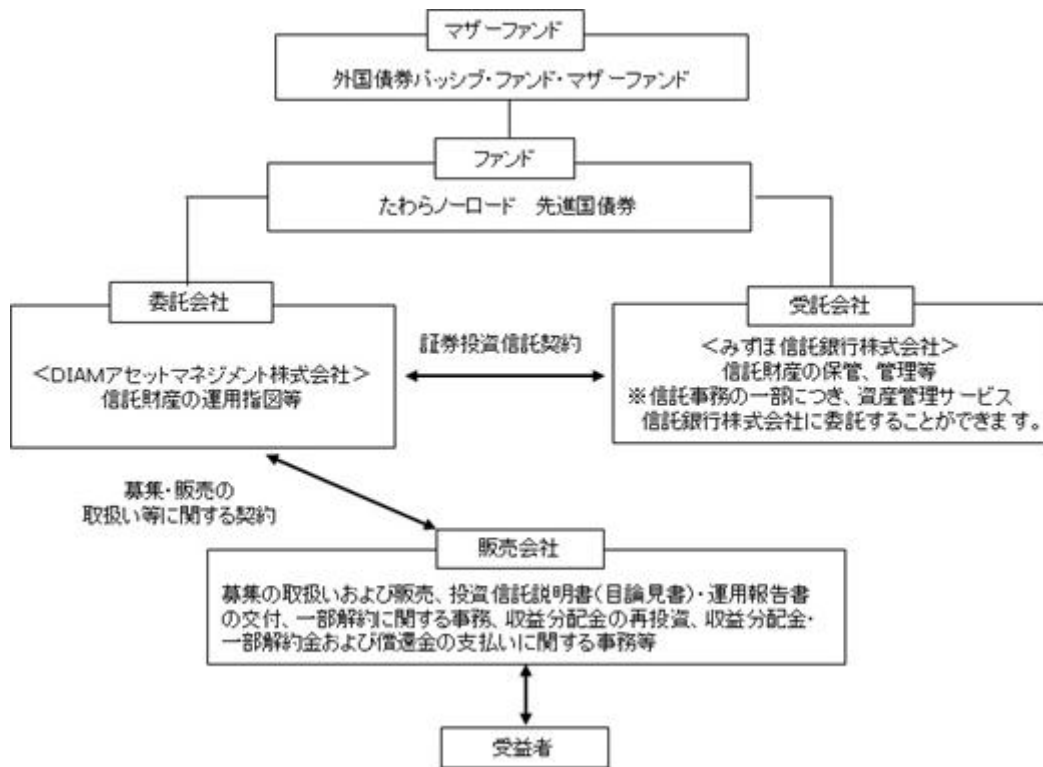 マザーファンド
外国債券パッシブ・ファンド・マザーファンド
ファンド
たわらノーロード 先進国債券
委託会社
<DIAMアセットマネジメント株式会社>
信託財産の運用指図等
証券投資信託契約
受託会社
<みずほ信託銀行株式会社>
信託財産の保管、管理等
※信託事務の一部につき、資産管理サービス
信託銀行株式会社に委託することができます。
募集・販売の
取扱い等に関する契約
販売会社
募集の取扱いおよび販売、投資信託説明書(目論見書)・運用報告書
の交付、一部解約に関する事務、収益分配金の再投資、収益分配金・
一部解約金および償還金の支払いに関する事務等
受益者